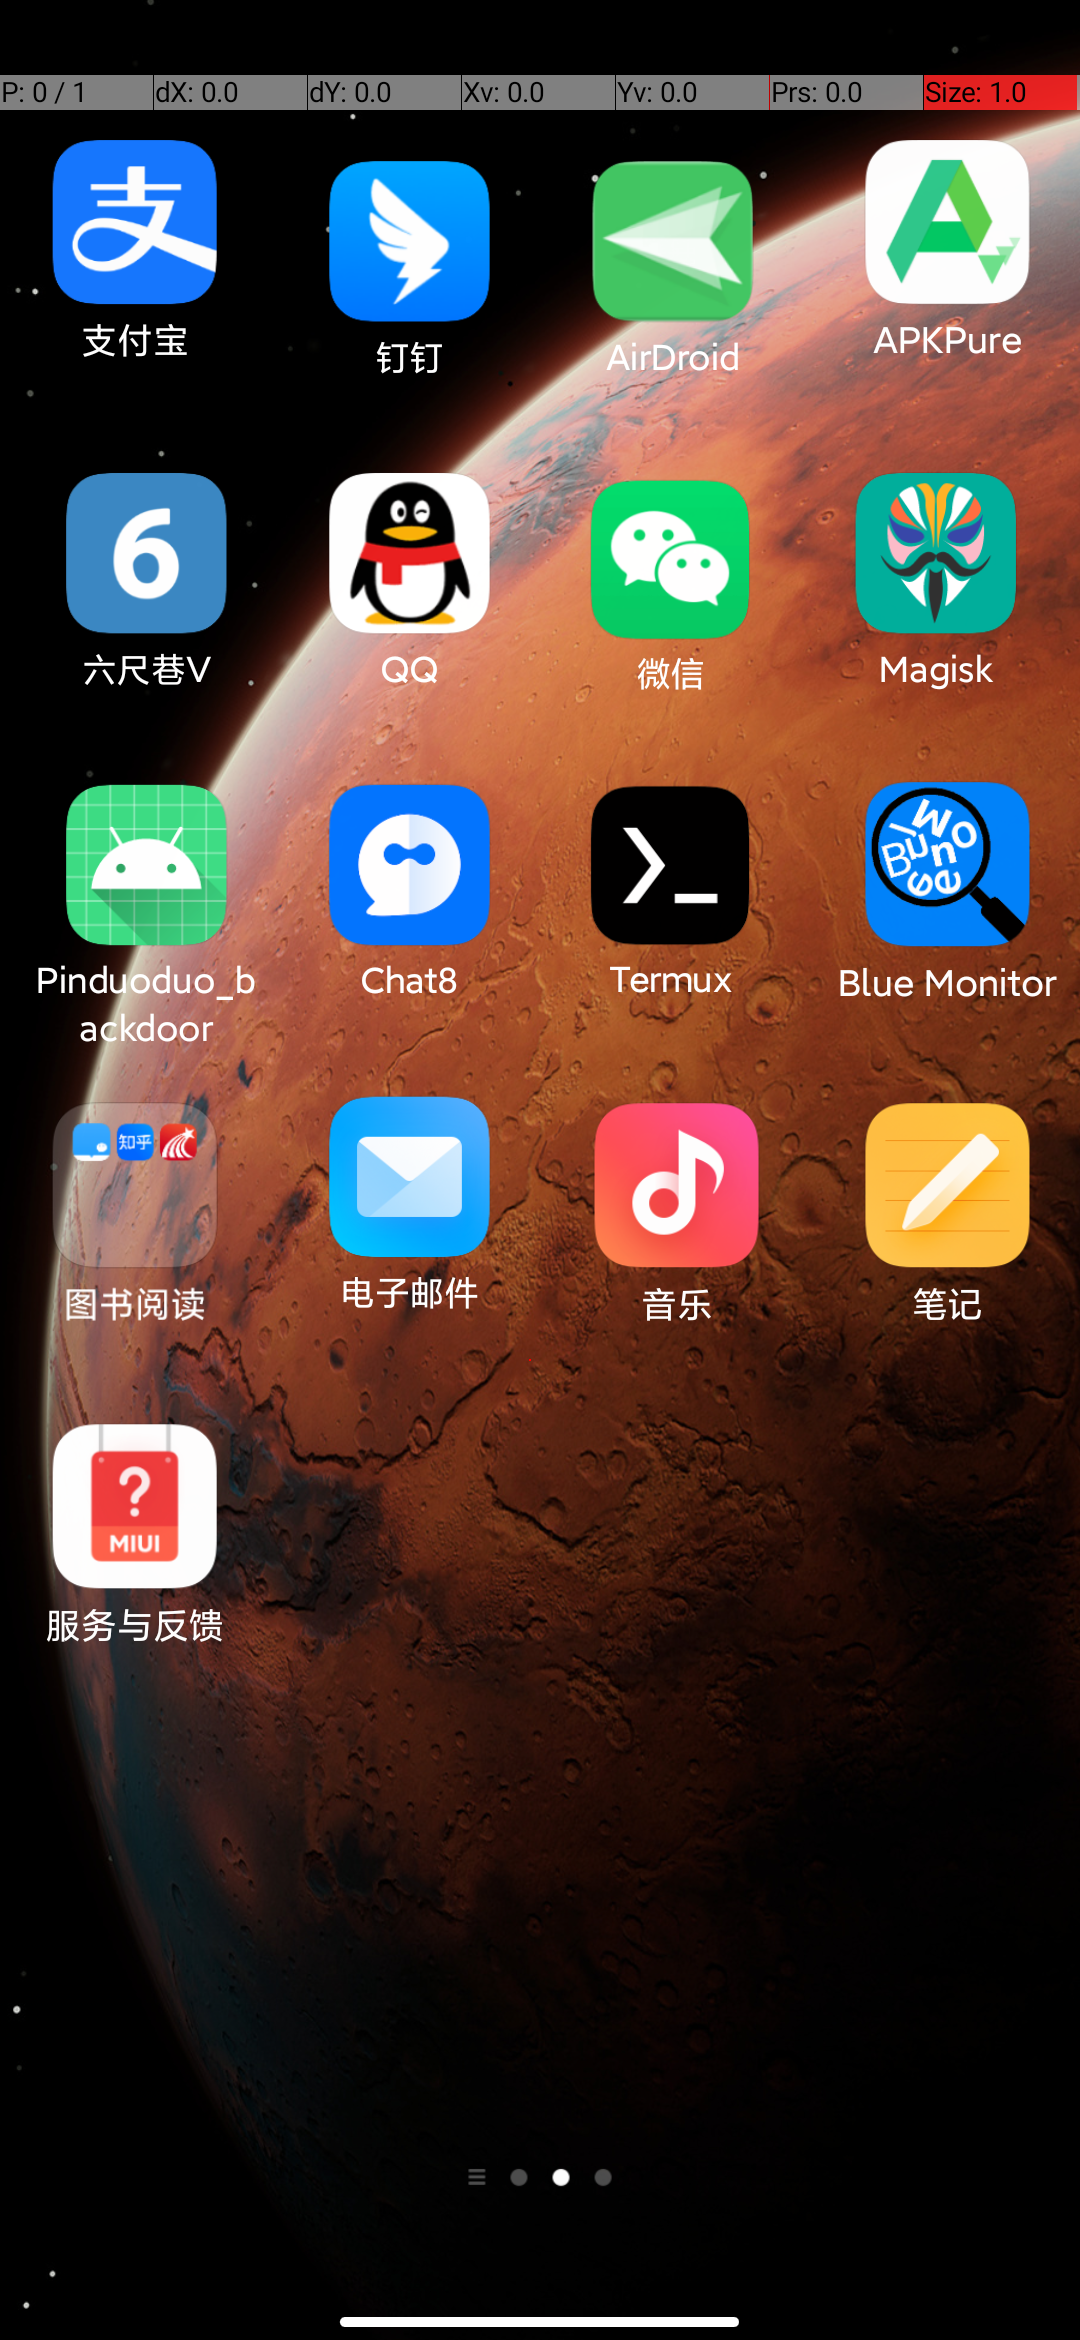 P: 0 / 1 dX: 0.0 dY: 0.0 Xv: 0.0 Yv: 0.0 Prs: 0.0 Size: 1.0
支
支付宝
钉钉
AirDroid
APKPure
6
六尺巷V
QQ
微信
Magisk
Pinduoduo_b
ackdoor
Chat8
Termux
Blue Monitor
知乎
图书阅读
电子邮件
音乐
笔记
?
MIUI
服务与反馈